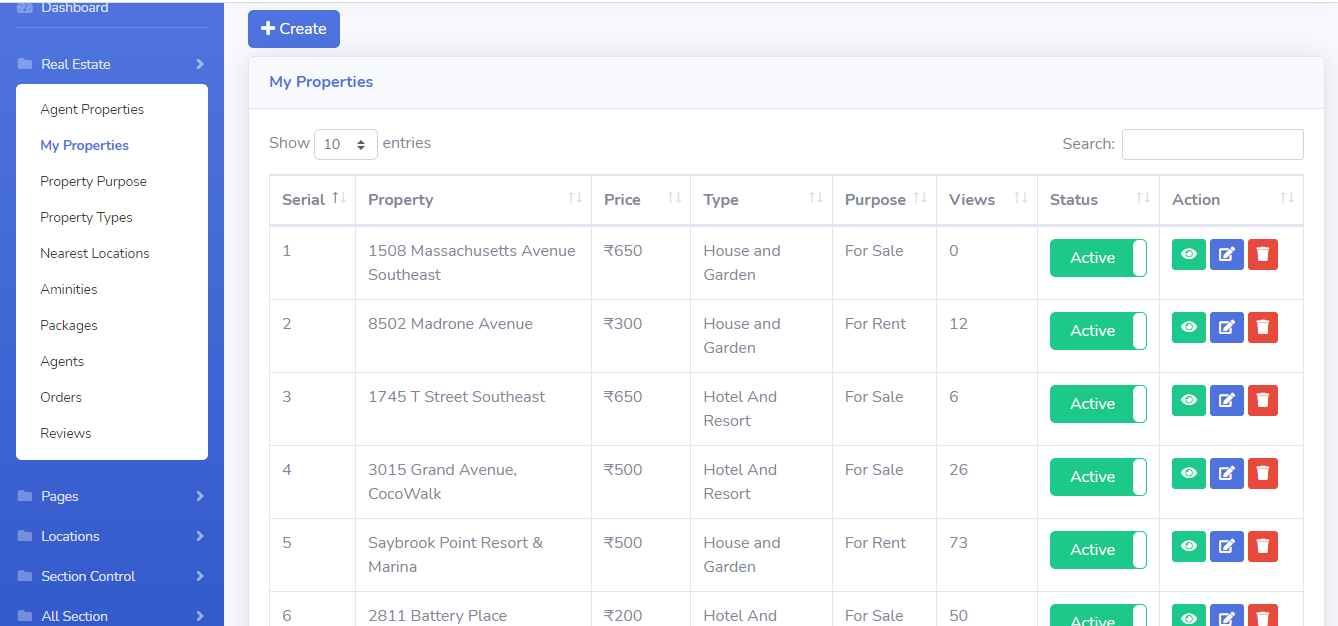 Dashboard
Real Estate
Agent Properties
My Properties
Property Purpose
Property Types
Nearest Locations
Aminities
Packages
Agents
Orders
Reviews
Pages
Locations
Section Control
All Section
Create
My Properties
Show 10 entries
Search:
Serial Property Price Type Purpose Views Status Action
1 1508 Massachusetts Avenue ₹650 House and For Sale 0 Active
Southeast Garden
2 8502 Madrone Avenue ₹300 House and For Rent 12 Active
Garden
3 1745 T Street Southeast ₹650 Hotel And For Sale 6 Active
Resort
4 3015 Grand Avenue, ₹500 Hotel And For Sale 26 Active
CocoWalk Resort
5 Saybrook Point Resort & ₹500 House and For Rent 73 Active
Marina Garden
6 2811 Battery Place ₹200 Hotel And For Sale 50 Active